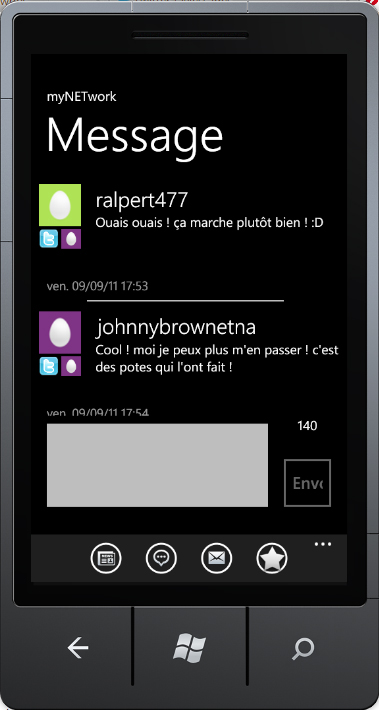 myNETwork
Message
ralpert477
Ouais ouais ! ça marche plutôt bien ! :D
ven. 09/09/11 17:53
johnnybrownetna
Cool ! moi je peux plus m'en passer ! c'est
des potes qui l'ont fait !
ven. 09/09/11 17:54
140